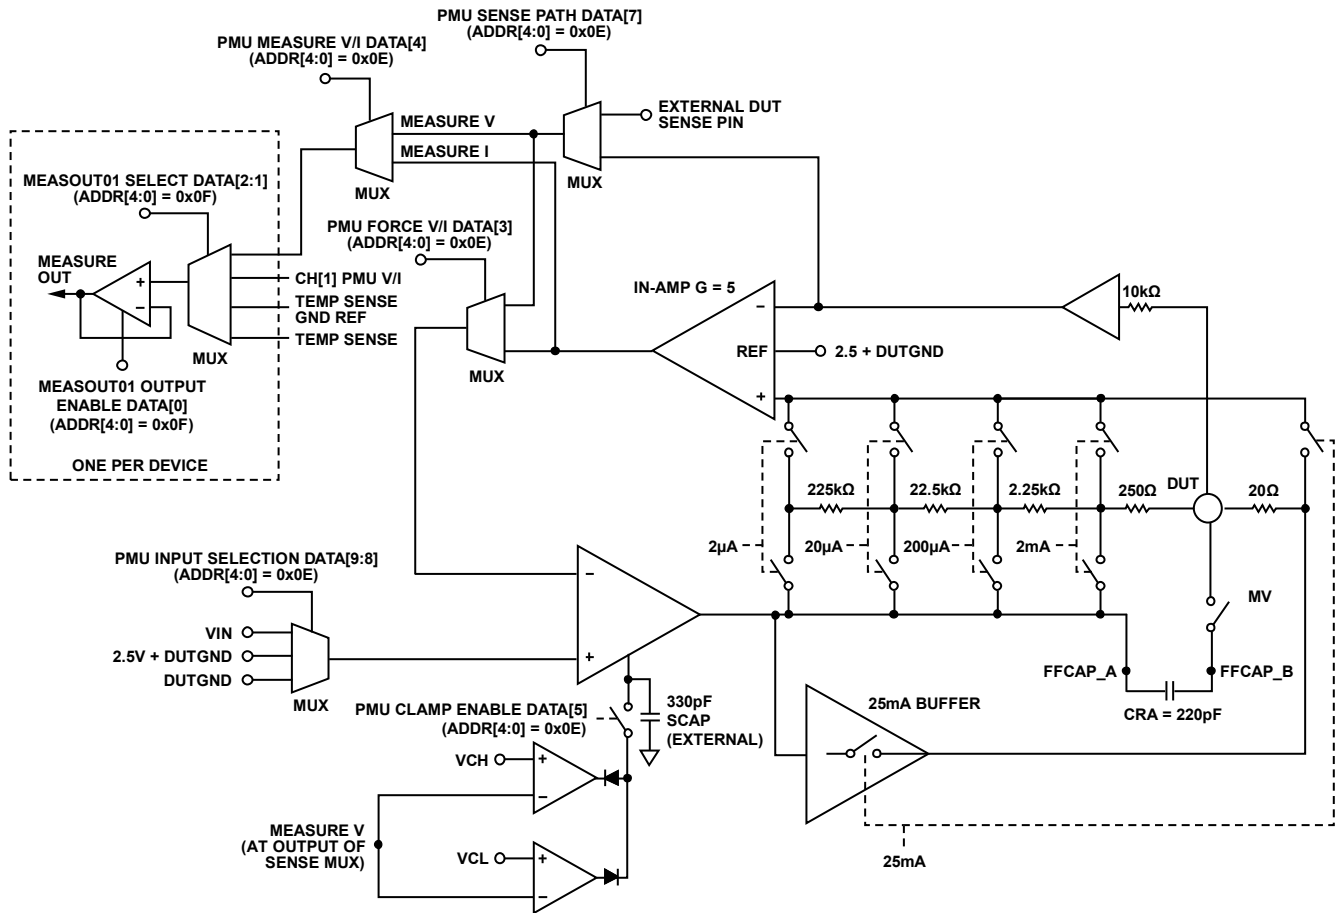 PMU SENSE PATH DATA[7]
(ADDR[4:0] = 0x0E)
PMU MEASURE V/I DATA[4]
(ADDR[4:0] = 0x0E)
EXTERNAL DUT
SENSE PIN
MEASURE V
MEASURE I
MUX
MUX
MEASOUT01 SELECT DATA[2:1]
(ADDR[4:0] = 0x0F)
PMU FORCE V/I DATA[3]
(ADDR[4:0] = 0x0E)
MEASURE
OUT
+
–
CH[1] PMU V/I
TEMP SENSE
GND REF
TEMP SENSE
MUX
MUX
MEASOUT01 OUTPUT
ENABLE DATA[0]
(ADDR[4:0] = 0x0F)
ONE PER DEVICE
IN-AMP G = 5
–
REF
+
2.5 + DUTGND
10kΩ
225kΩ
22.5kΩ
2.25kΩ
250Ω
DUT
20Ω
2µA
20µA
200µA
2mA
MV
PMU INPUT SELECTION DATA[9:8]
(ADDR[4:0] = 0x0E)
VIN
2.5V + DUTGND
DUTGND
MUX
–
+
FFCAP_A
FFCAP_B
CRA = 220pF
PMU CLAMP ENABLE DATA[5]
(ADDR[4:0] = 0x0E)
330pF
SCAP
(EXTERNAL)
25mA BUFFER
VCH
+
–
MEASURE V
(AT OUTPUT OF
SENSE MUX)
VCL
+
–
25mA